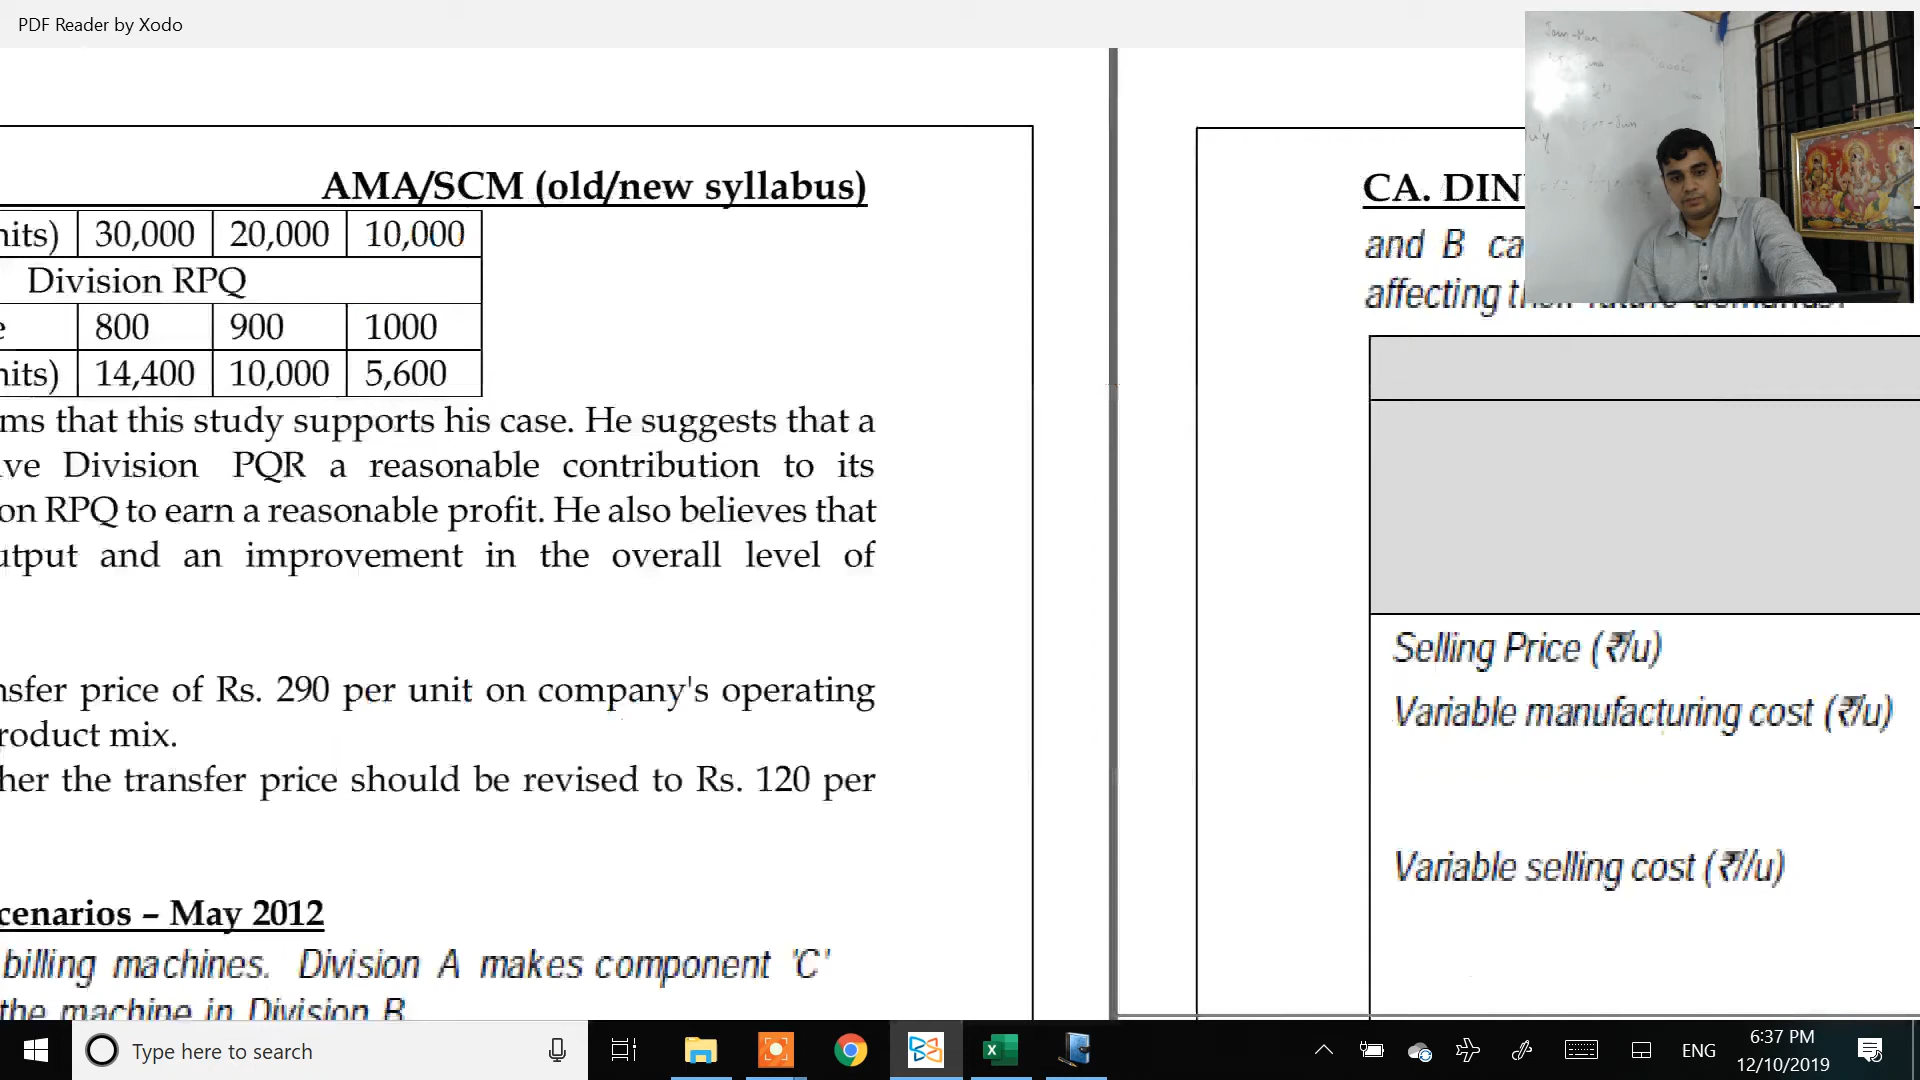 PDF Reader by Xodo
AMA/SCM (old/new syllabus)
nits) 30,000 20,000 10,000
Division RPQ
e 800 900 1000
nits) 14,400 10,000 5,600
ms that this study supports his case. He suggests that a
ive Division PQR a reasonable contribution to its
on RPQ to earn a reasonable profit. He also believes that
utput and an improvement in the overall level of
nsfer price of Rs. 290 per unit on company's operating
roduct mix.
her the transfer price should be revised to Rs. 120 per
cenarios – May 2012
billing machines. Division A makes component 'C'
the machine in Division B
CA. DIN
and B ca
affecting
Selling Price (₹/u)
Variable manufacturing cost (₹/u)
Variable selling cost (₹//u)
Type here to search
ENG
6:37 PM
12/10/2019